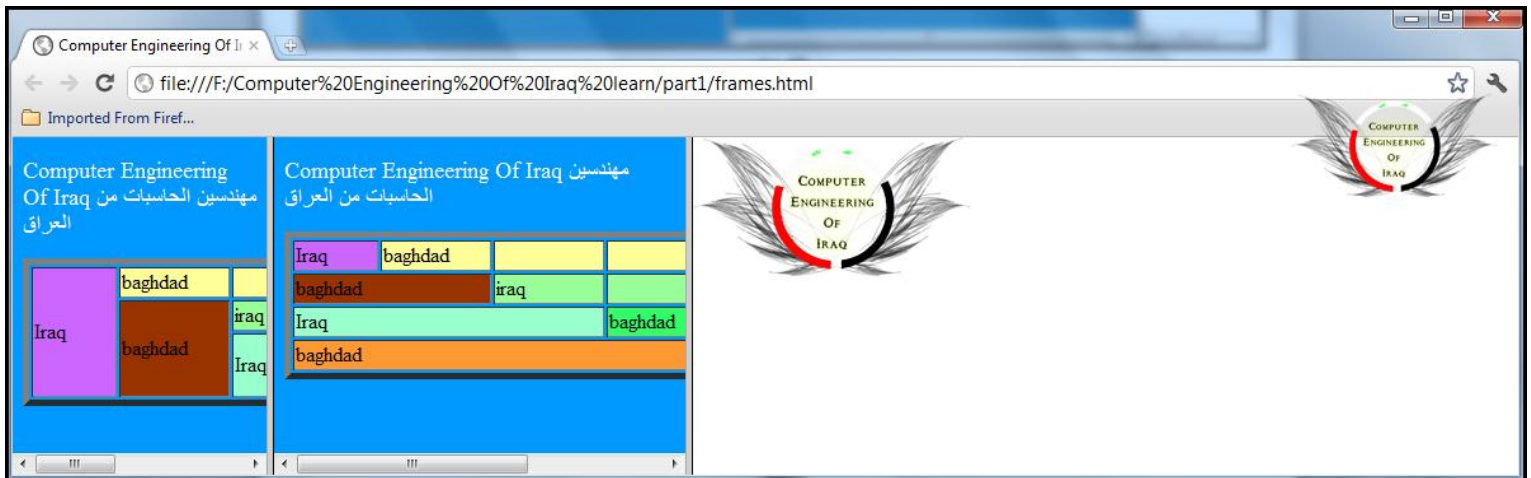 Computer Engineering Of Ir
file:///F:/Computer%20Engineering%20Of%20Iraq%20learn/part1/frames.html
Imported From Firef...
Computer Engineering
Of Iraq مهندسين الحاسبات من
العراق
Iraq
baghdad
baghdad
iraq
Iraq
Computer Engineering Of Iraq مهندسين
الحاسبات من العراق
Iraq baghdad
baghdad iraq
Iraq baghdad
baghdad
COMPUTER
ENGINEERING
OF
IRAQ
COMPUTER
ENGINEERING
OF
IRAQ